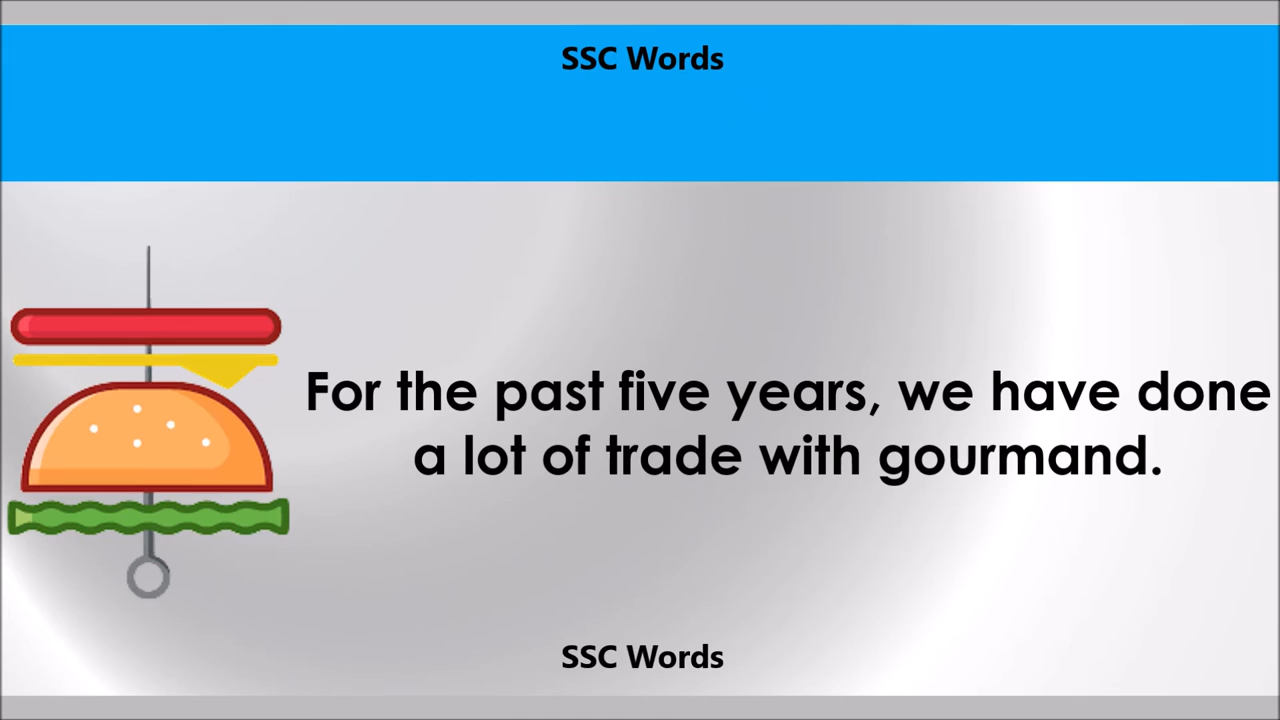 SSC Words
For the past five years, we have done
a lot of trade with gourmand.
SSC Words